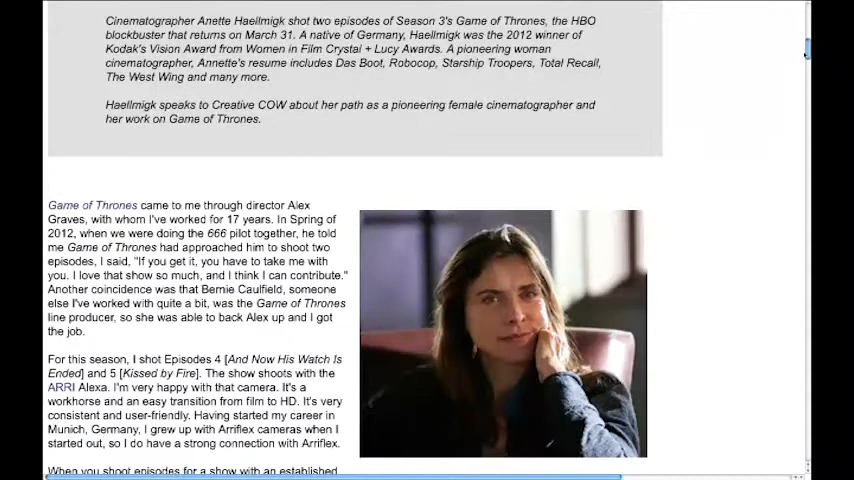 Cinematographer Anette Haellmigk shot two episodes of Season 3's Game of Thrones, the HBO
blockbuster that returns on March 31. A native of Germany, Haellmigk was the 2012 winner of
Kodak's Vision Award from Women in Film Crystal + Lucy Awards. A pioneering woman
cinematographer, Annette's resume includes Das Boot, Robocop, Starship Troopers, Total Recall,
The West Wing and many more.
Haellmigk speaks to Creative COW about her path as a pioneering female cinematographer and
her work on Game of Thrones.
Game of Thrones came to me through director Alex
Graves, with whom I've worked for 17 years. In Spring of
2012, when we were doing the 666 pilot together, he told
me Game of Thrones had approached him to shoot two
episodes, I said, "If you get it, you have to take me with
you. I love that show so much, and I think I can contribute."
Another coincidence was that Bernie Caulfield, someone
else I've worked with quite a bit, was the Game of Thrones
line producer, so she was able to back Alex up and I got
the job.
For this season, I shot Episodes 4 [And Now His Watch Is
Ended] and 5 [Kissed by Fire]. The show shoots with the
ARRI Alexa. I'm very happy with that camera. It's a
workhorse and an easy transition from film to HD. It's very
consistent and user-friendly. Having started my career in
Munich, Germany, I grew up with Arriflex cameras when I
started out, so I do have a strong connection with Arriflex.
When you shoot episodes for a show with an established